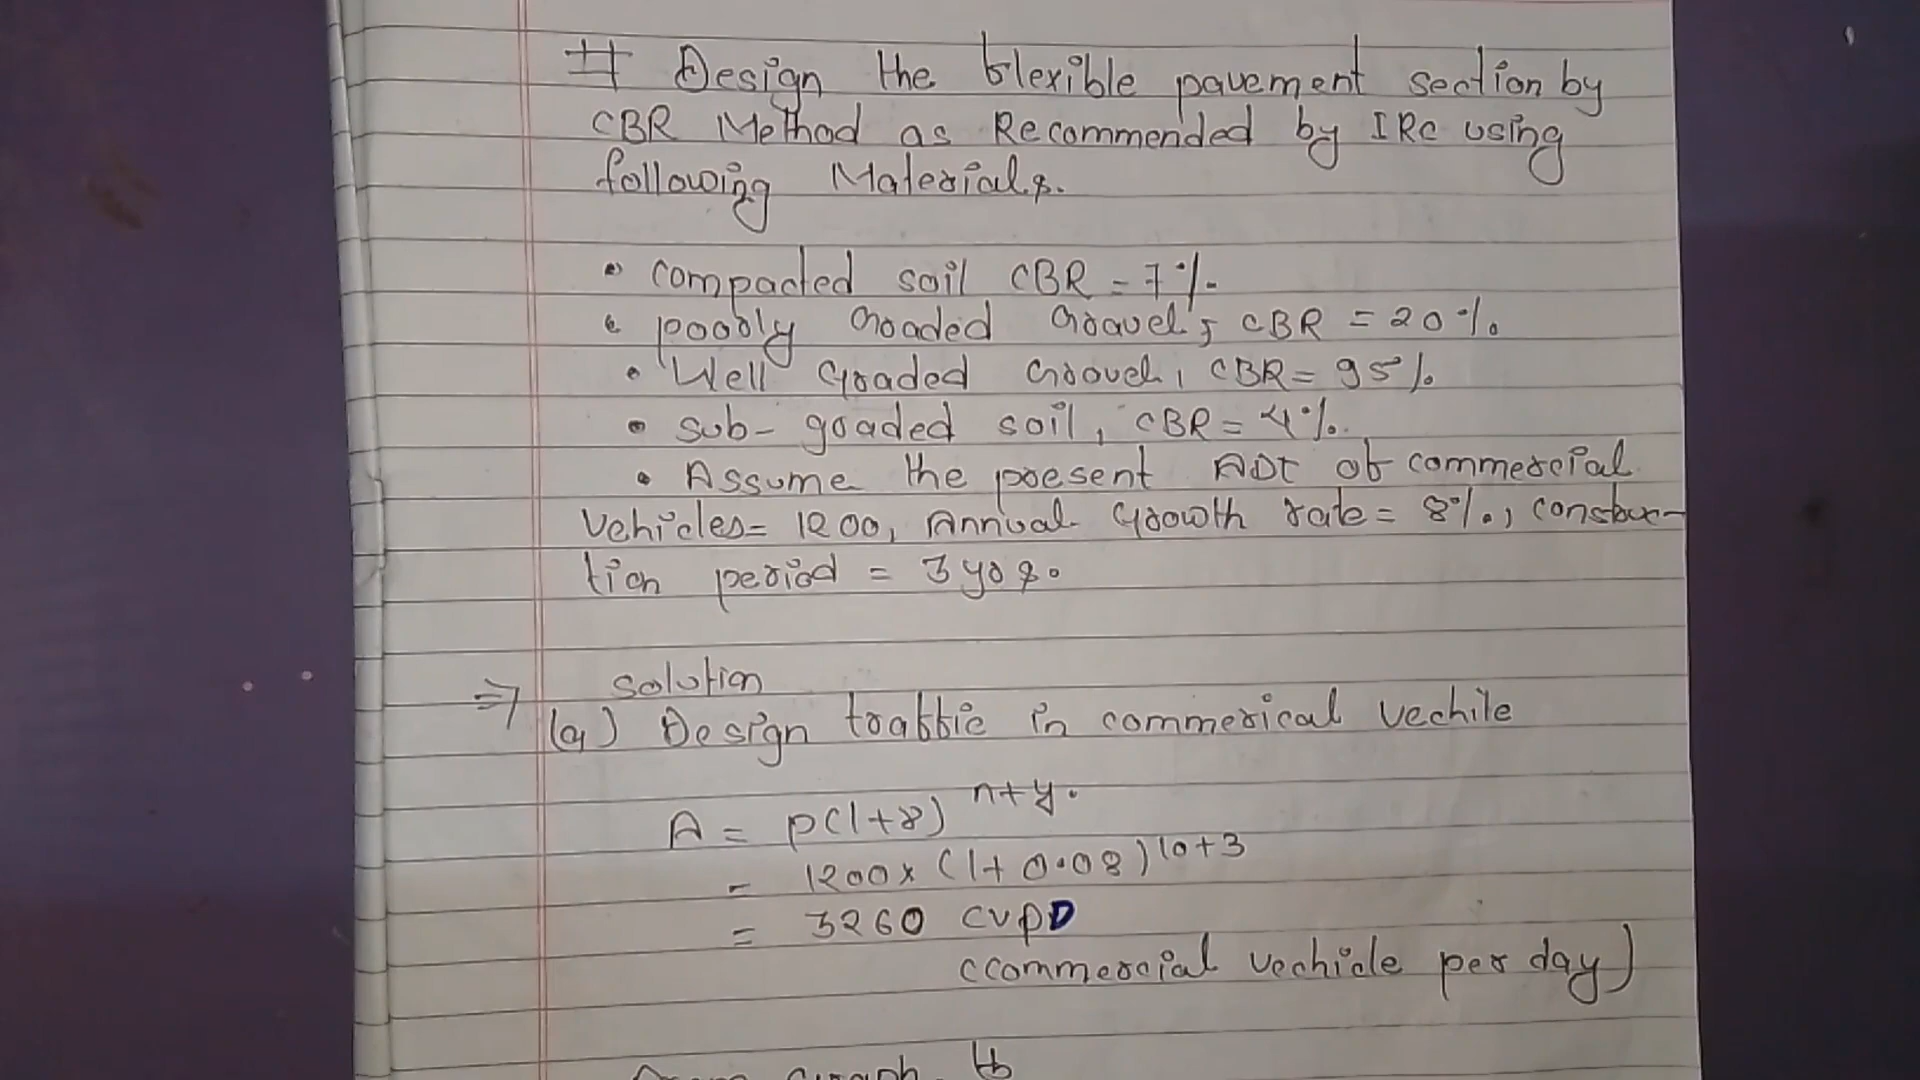 # Design the flexible pavement section by
CBR Method as Recommended by IRC using
following Materials.
• compacted soil CBR = 7%.
• poorly Graded Gravel, CBR = 20%.
• Well Graded Gravel, CBR = 95%.
• sub-graded soil, CBR = 4%.
• Assume the present ADT of commercial
Vehicles = 1200, Annual Growth rate = 8%., construc-
tion period = 3 yrs.
⇒ solution
(a) Design traffic in commerical vechile
A = P(1+r)^n+y.
= 1200 × (1+0.08)^10+3
= 3260 CVPD
(Commercial vechicle per day)